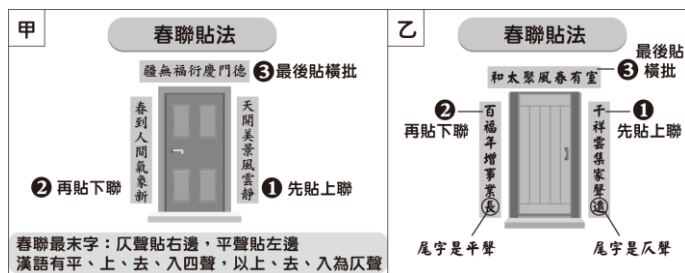 甲
春聯貼法
德門慶衍福無疆
❸最後貼橫批
天開美景風雲靜
❶先貼上聯
春到人間氣象新
❷再貼下聯
春聯最末字：仄聲貼右邊，平聲貼左邊
漢語有平、上、去、入四聲，以上、去、入為仄聲
乙
春聯貼法
室有春風聚太和
最後貼
❸橫批
千祥雲集家聲遠
❶
先貼上聯
百福年增事業長
❷
再貼下聯
尾字是平聲
尾字是仄聲